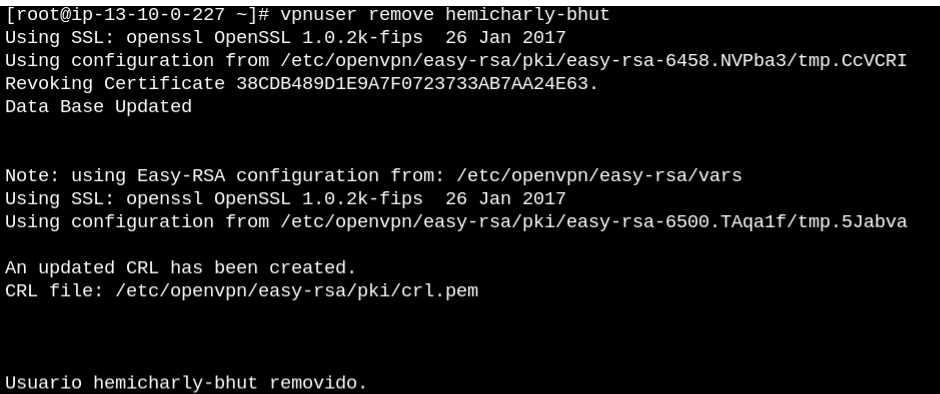 [root@ip-13-10-0-227 ~]# vpnuser remove hemicharly-bhut
Using SSL: openssl OpenSSL 1.0.2k-fips  26 Jan 2017
Using configuration from /etc/openvpn/easy-rsa/pki/easy-rsa-6458.NVPba3/tmp.CcVCRI
Revoking Certificate 38CDB489D1E9A7F0723733AB7AA24E63.
Data Base Updated
Note: using Easy-RSA configuration from: /etc/openvpn/easy-rsa/vars
Using SSL: openssl OpenSSL 1.0.2k-fips  26 Jan 2017
Using configuration from /etc/openvpn/easy-rsa/pki/easy-rsa-6500.TAqa1f/tmp.5Jabva
An updated CRL has been created.
CRL file: /etc/openvpn/easy-rsa/pki/crl.pem
Usuario hemicharly-bhut removido.